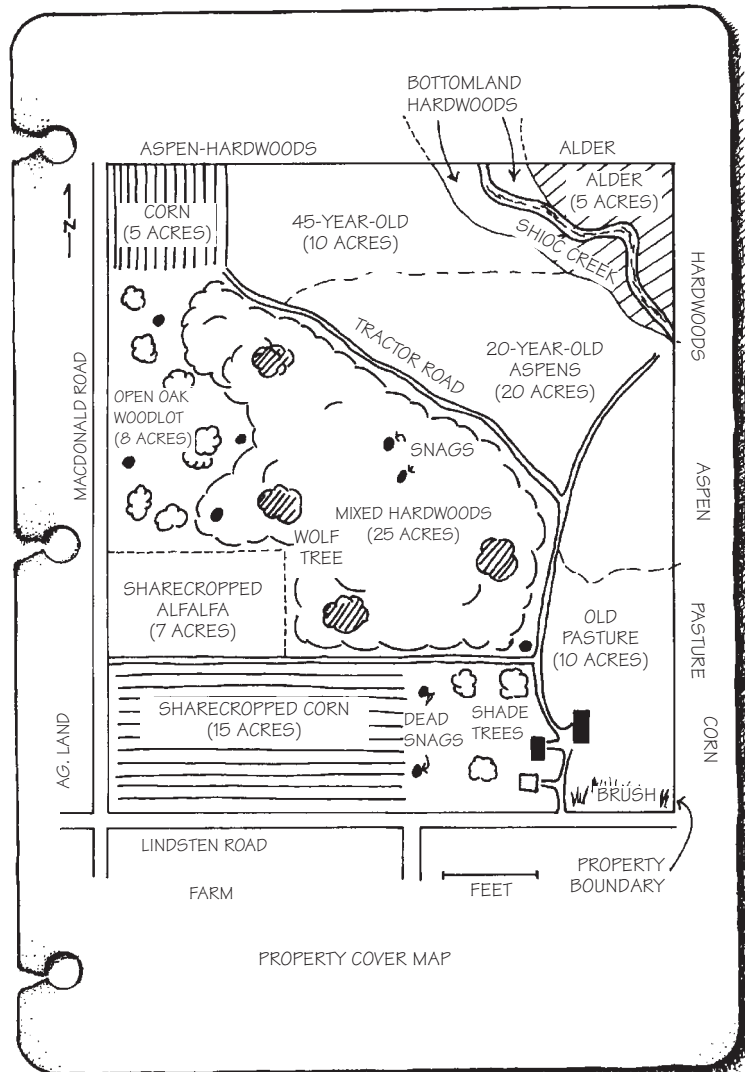 BOTTOMLAND
HARDWOODS
ASPEN-HARDWOODS
ALDER
CORN
(5 ACRES)
45-YEAR-OLD
(10 ACRES)
ALDER
(5 ACRES)
SHIOC CREEK
N
HARDWOODS
TRACTOR ROAD
20-YEAR-OLD
ASPENS
(20 ACRES)
MACDONALD ROAD
OPEN OAK
WOODLOT
(8 ACRES)
SNAGS
ASPEN
MIXED HARDWOODS
(25 ACRES)
WOLF
TREE
SHARECROPPED
ALFALFA
(7 ACRES)
OLD
PASTURE
(10 ACRES)
PASTURE
SHARECROPPED CORN
(15 ACRES)
DEAD
SNAGS
SHADE
TREES
CORN
AG. LAND
BRUSH
LINDSTEN ROAD
PROPERTY
BOUNDARY
FARM
FEET
PROPERTY COVER MAP